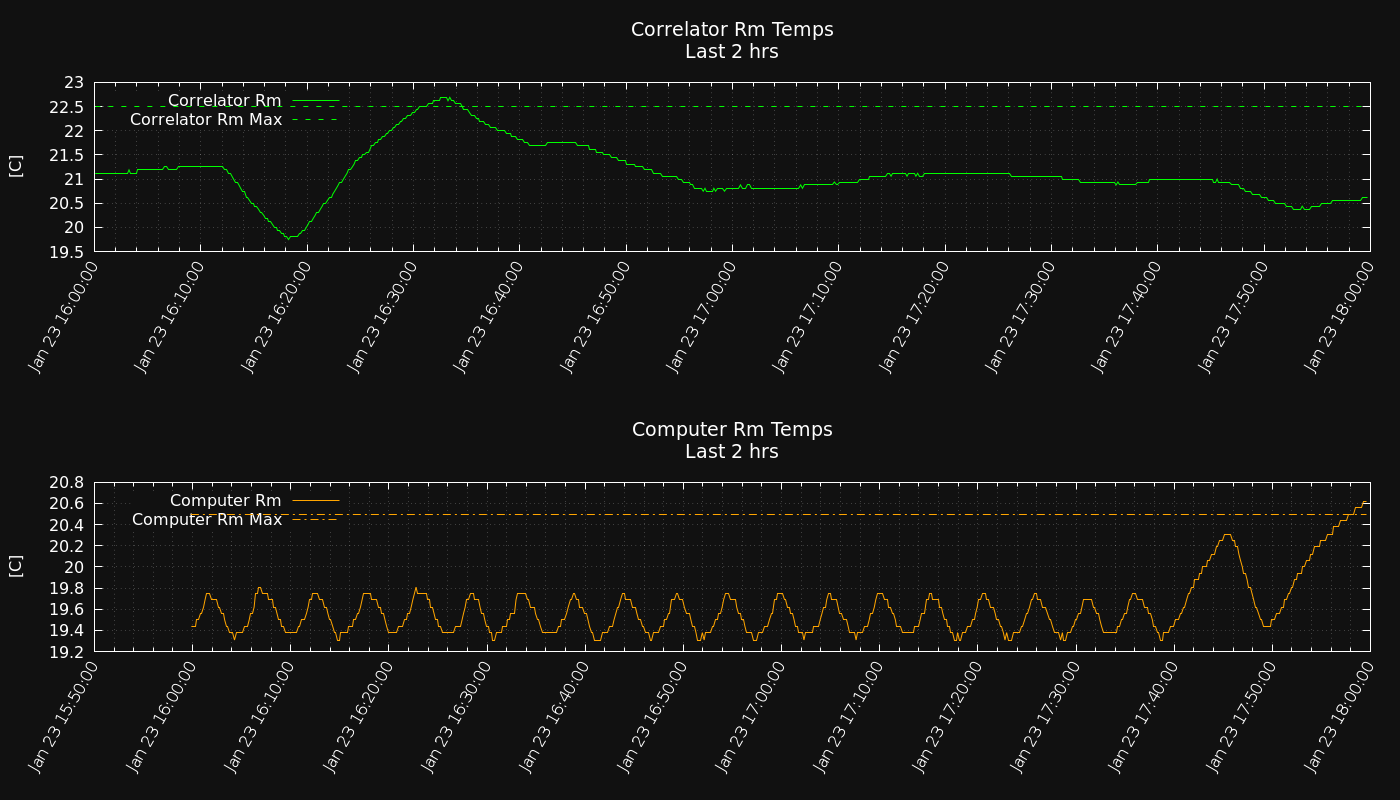 Correlator Rm Temps
Last 2 hrs
23
22.5
22
21.5
21
20.5
20
19.5
[C]
Correlator Rm
Correlator Rm Max
Jan 23 16:00:00
Jan 23 16:10:00
Jan 23 16:20:00
Jan 23 16:30:00
Jan 23 16:40:00
Jan 23 16:50:00
Jan 23 17:00:00
Jan 23 17:10:00
Jan 23 17:20:00
Jan 23 17:30:00
Jan 23 17:40:00
Jan 23 17:50:00
Jan 23 18:00:00
Computer Rm Temps
Last 2 hrs
20.8
20.6
20.4
20.2
20
19.8
19.6
19.4
19.2
[C]
Computer Rm
Computer Rm Max
Jan 23 15:50:00
Jan 23 16:00:00
Jan 23 16:10:00
Jan 23 16:20:00
Jan 23 16:30:00
Jan 23 16:40:00
Jan 23 16:50:00
Jan 23 17:00:00
Jan 23 17:10:00
Jan 23 17:20:00
Jan 23 17:30:00
Jan 23 17:40:00
Jan 23 17:50:00
Jan 23 18:00:00